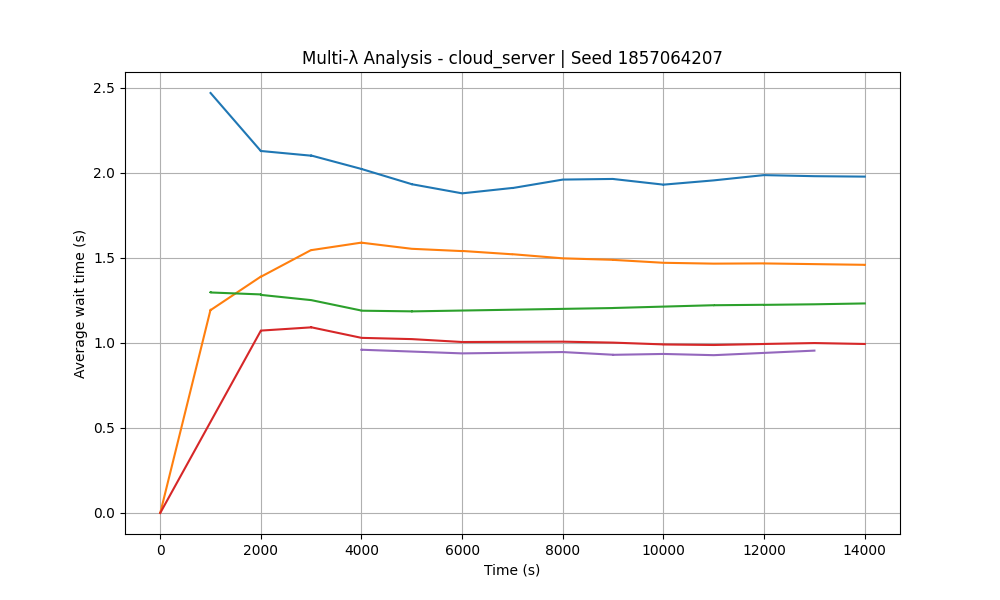 Multi-λ Analysis - cloud_server | Seed 1857064207
2.5
2.0
1.5
1.0
0.5
0.0
Average wait time (s)
0 2000 4000 6000 8000 10000 12000 14000
Time (s)